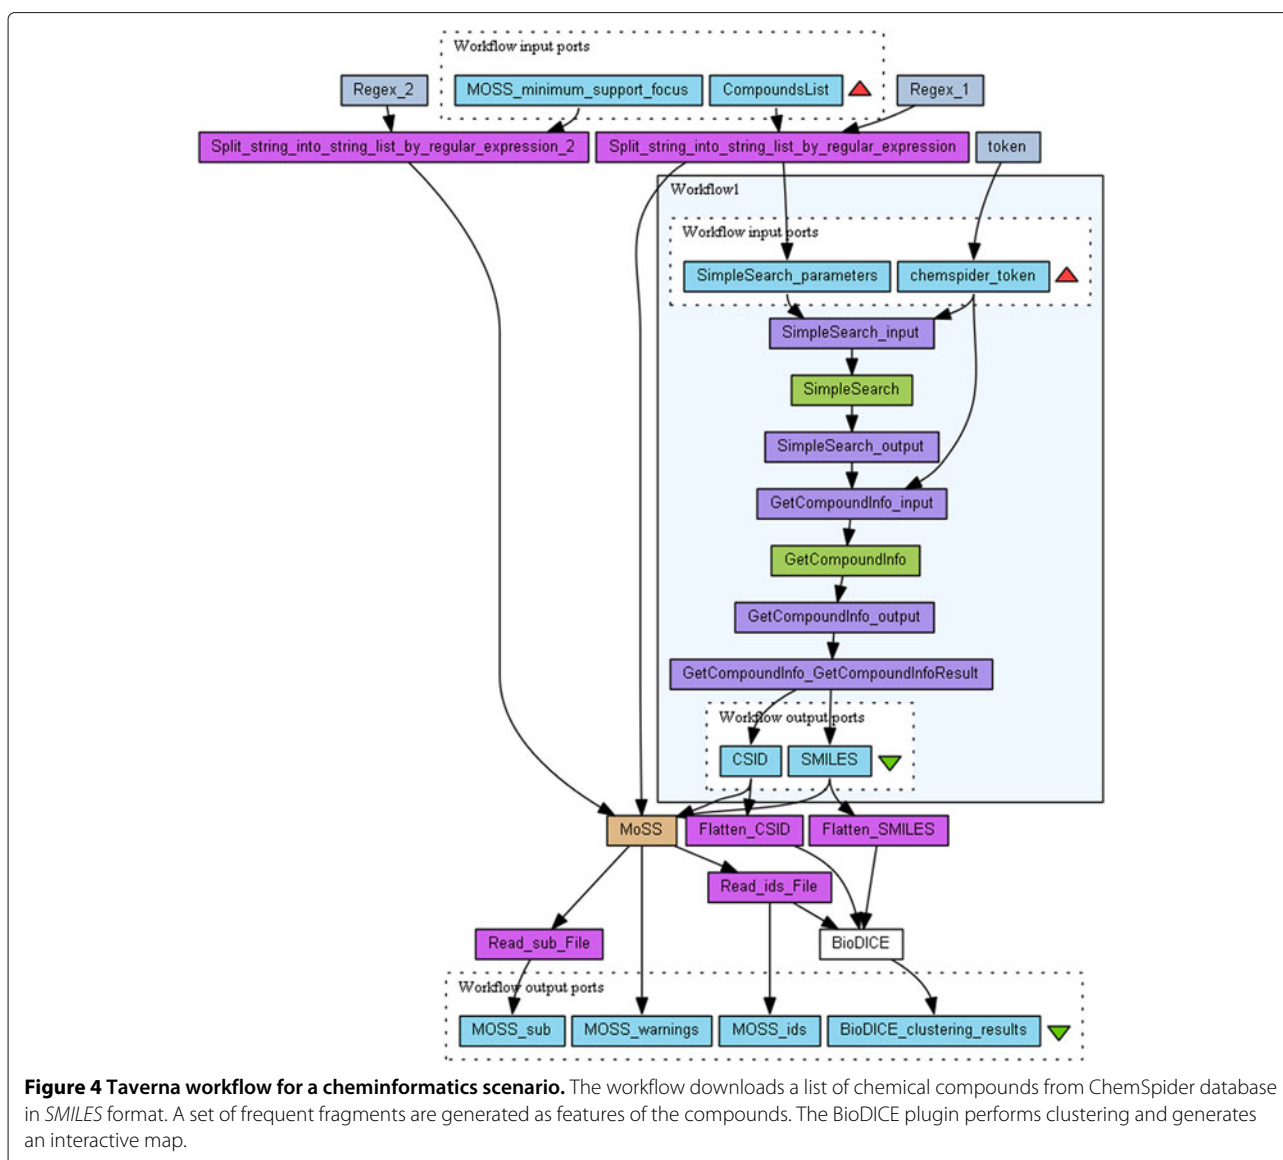 Workflow input ports
Regex_2
MOSS_minimum_support_focus
CompoundsList
Regex_1
Split_string_into_string_list_by_regular_expression_2
Split_string_into_string_list_by_regular_expression
token
Workflow1
Workflow input ports
SimpleSearch_parameters
chemspider_token
SimpleSearch_input
SimpleSearch
SimpleSearch_output
GetCompoundInfo_input
GetCompoundInfo
GetCompoundInfo_output
GetCompoundInfo_GetCompoundInfoResult
Workflow output ports
CSID
SMILES
MoSS
Flatten_CSID
Flatten_SMILES
Read_ids_File
Read_sub_File
BioDICE
Workflow output ports
MOSS_sub
MOSS_warnings
MOSS_ids
BioDICE_clustering_results
Figure 4 Taverna workflow for a cheminformatics scenario. The workflow downloads a list of chemical compounds from ChemSpider database
in SMILES format. A set of frequent fragments are generated as features of the compounds. The BioDICE plugin performs clustering and generates
an interactive map.